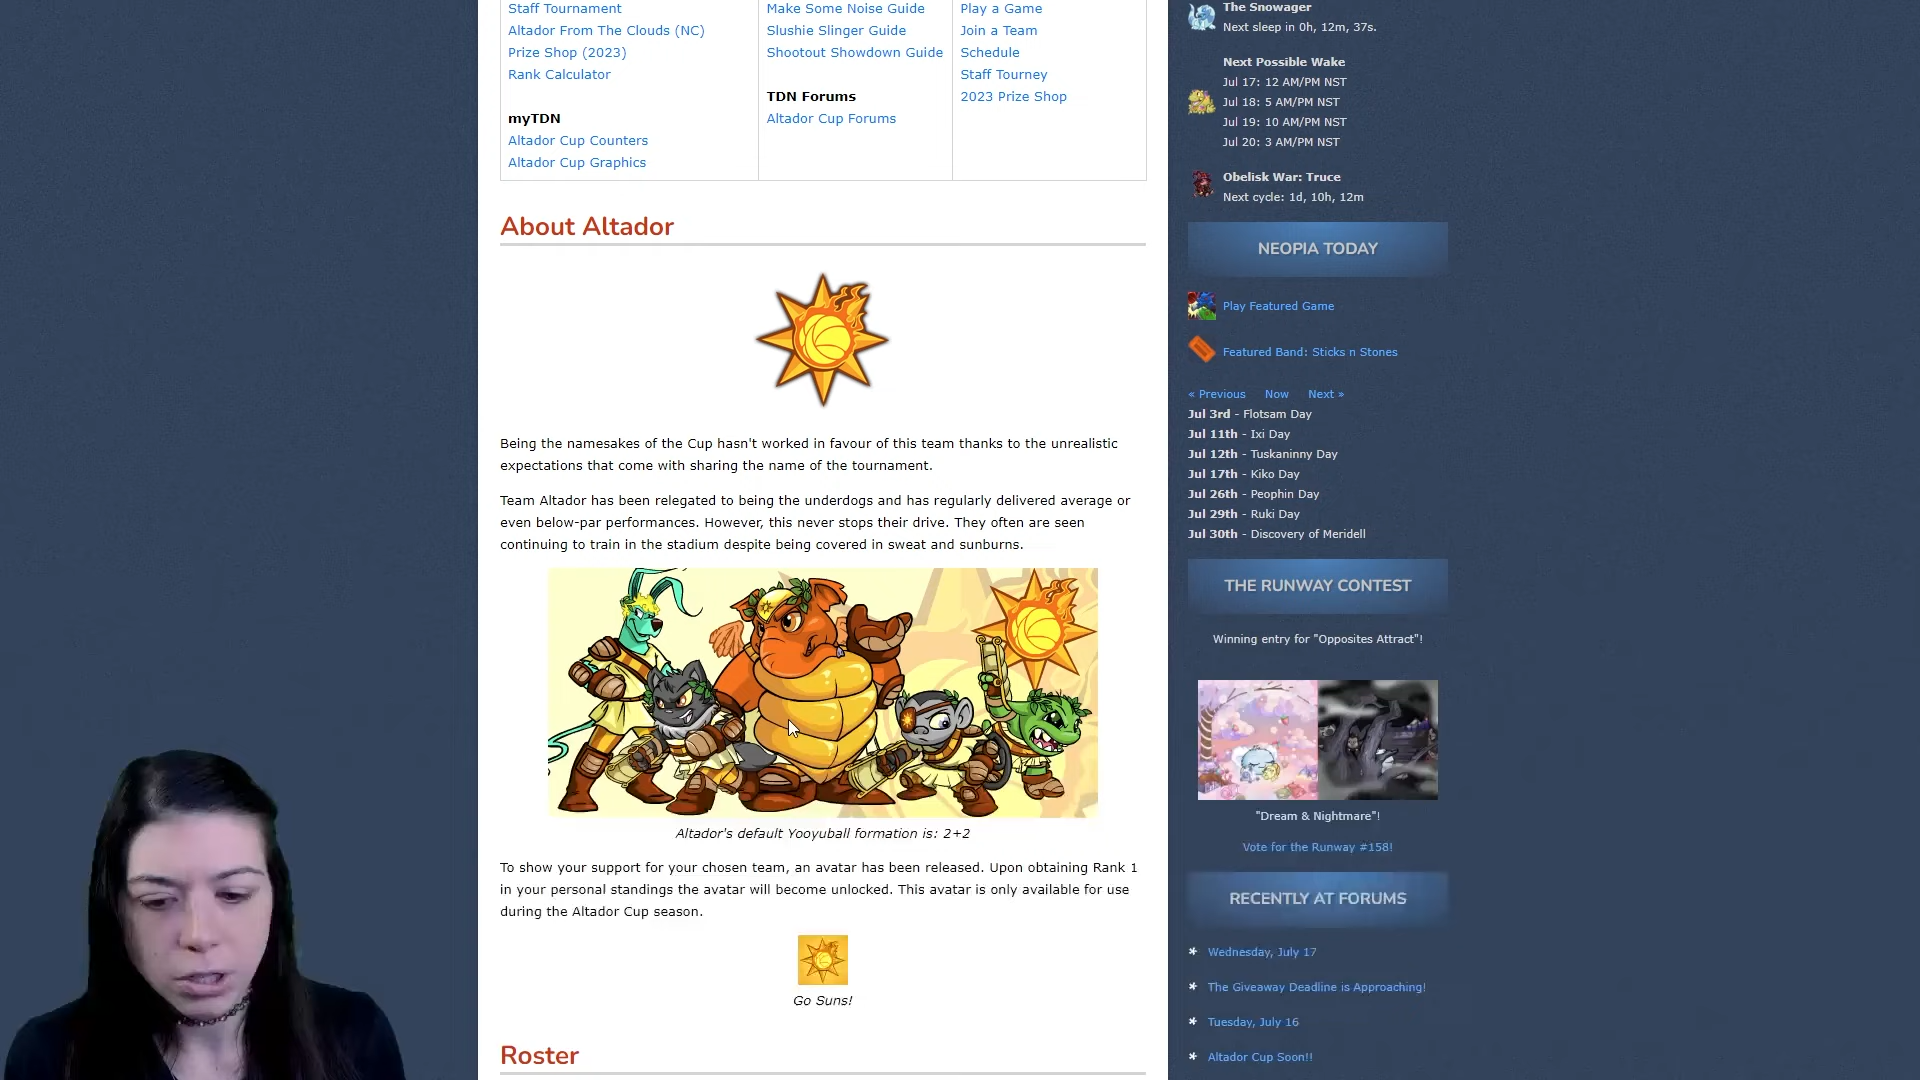 Staff Tournament
Altador From The Clouds (NC)
Prize Shop (2023)
Rank Calculator
myTDN
Altador Cup Counters
Altador Cup Graphics
Make Some Noise Guide
Slushie Slinger Guide
Shootout Showdown Guide
TDN Forums
Altador Cup Forums
Play a Game
Join a Team
Schedule
Staff Tourney
2023 Prize Shop
About Altador
Being the namesakes of the Cup hasn't worked in favour of this team thanks to the unrealistic
expectations that come with sharing the name of the tournament.
Team Altador has been relegated to being the underdogs and has regularly delivered average or
even below-par performances. However, this never stops their drive. They often are seen
continuing to train in the stadium despite being covered in sweat and sunburns.
Altador's default Yooyuball formation is: 2+2
To show your support for your chosen team, an avatar has been released. Upon obtaining Rank 1
in your personal standings the avatar will become unlocked. This avatar is only available for use
during the Altador Cup season.
Go Suns!
Roster
The Snowager
Next sleep in 0h, 12m, 37s.
Next Possible Wake
Jul 17: 12 AM/PM NST
Jul 18: 5 AM/PM NST
Jul 19: 10 AM/PM NST
Jul 20: 3 AM/PM NST
Obelisk War: Truce
Next cycle: 1d, 10h, 12m
NEOPIA TODAY
Play Featured Game
Featured Band: Sticks n Stones
« Previous Now Next »
Jul 3rd - Flotsam Day
Jul 11th - Ixi Day
Jul 12th - Tuskaninny Day
Jul 17th - Kiko Day
Jul 26th - Peophin Day
Jul 29th - Ruki Day
Jul 30th - Discovery of Meridell
THE RUNWAY CONTEST
Winning entry for "Opposites Attract"!
"Dream & Nightmare"!
Vote for the Runway #158!
RECENTLY AT FORUMS
* Wednesday, July 17
* The Giveaway Deadline is Approaching!
* Tuesday, July 16
* Altador Cup Soon!!